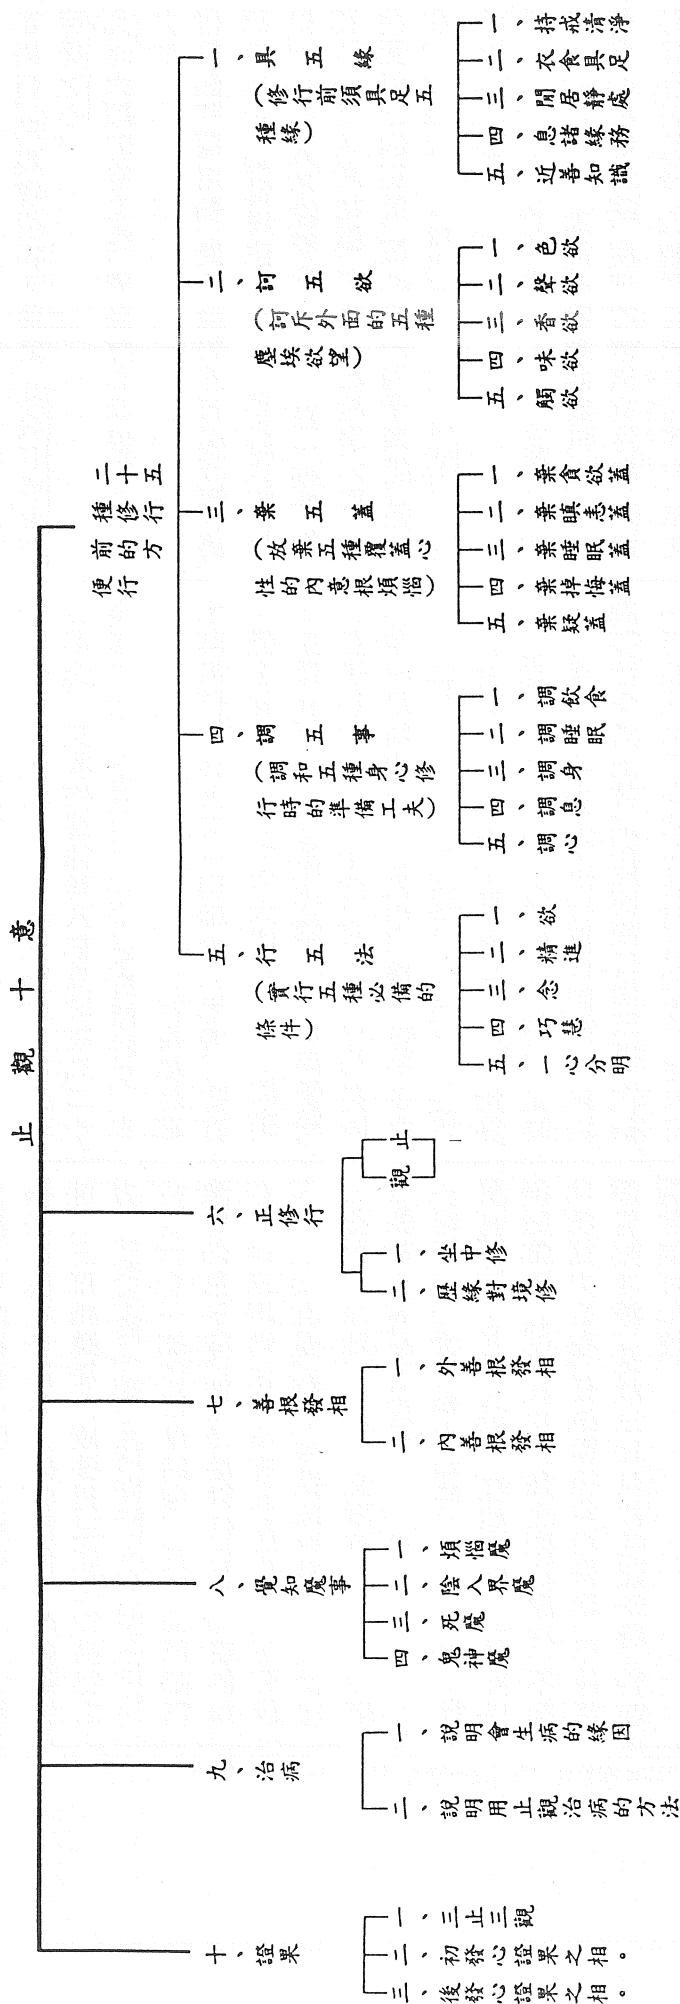 止觀十意
二十五
種修行
前的方
便行
一、具五緣
(修行前須具足五
種緣)
一、持戒清淨
二、衣食具足
三、閒居靜處
四、息諸緣務
五、近善知識
二、訶五欲
(訶斥外面的五種
塵埃欲望)
一、色欲
二、聲欲
三、香欲
四、味欲
五、觸欲
三、棄五蓋
(放棄五種覆蓋心
性的內意根煩惱)
一、棄貪欲蓋
二、棄瞋恚蓋
三、棄睡眠蓋
四、棄掉悔蓋
五、棄疑蓋
四、調五事
(調和五種身心修
行時的準備工夫)
一、調飲食
二、調睡眠
三、調身
四、調息
五、調心
五、行五法
(實行五種必備的
條件)
一、欲
二、精進
三、念
四、巧慧
五、一心分明
六、正修行
止
觀
一、坐中修
二、歷緣對境修
七、善根發相
一、外善根發相
二、內善根發相
八、覺知魔事
一、煩惱魔
二、陰入界魔
三、死魔
四、鬼神魔
九、治病
一、說明會生病的緣因
二、說明用止觀治病的方法
十、證果
一、三止三觀
二、初發心證果之相。
三、後發心證果之相。